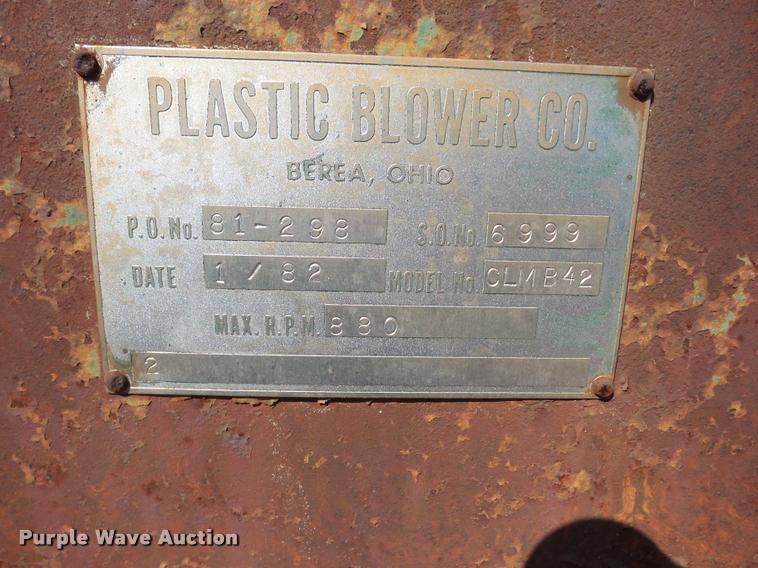 PLASTIC BLOWER CO.
BEREA, OHIO
P.O. No. 81-298 S.O. No. 6999
DATE 1/82 MODEL No. CLMB42
MAX. R.P.M. 880
2
Purple Wave Auction